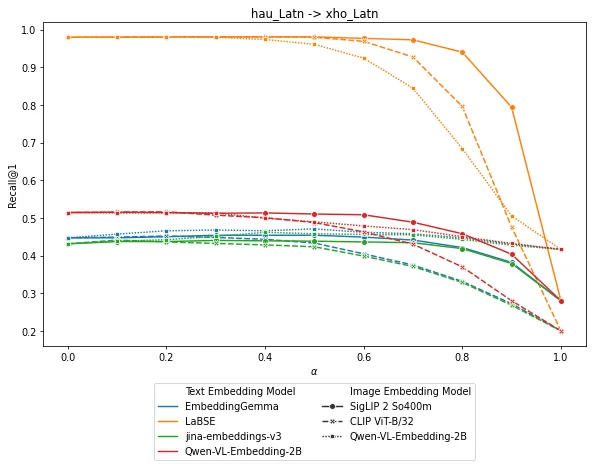 hau_Latn -> xho_Latn
Recall@1
1.0
0.9
0.8
0.7
0.6
0.5
0.4
0.3
0.2
0.0 0.2 0.4 0.6 0.8 1.0
α
Text Embedding Model Image Embedding Model
EmbeddingGemma SigLIP 2 So400m
LaBSE CLIP ViT-B/32
jina-embeddings-v3 Qwen-VL-Embedding-2B
Qwen-VL-Embedding-2B